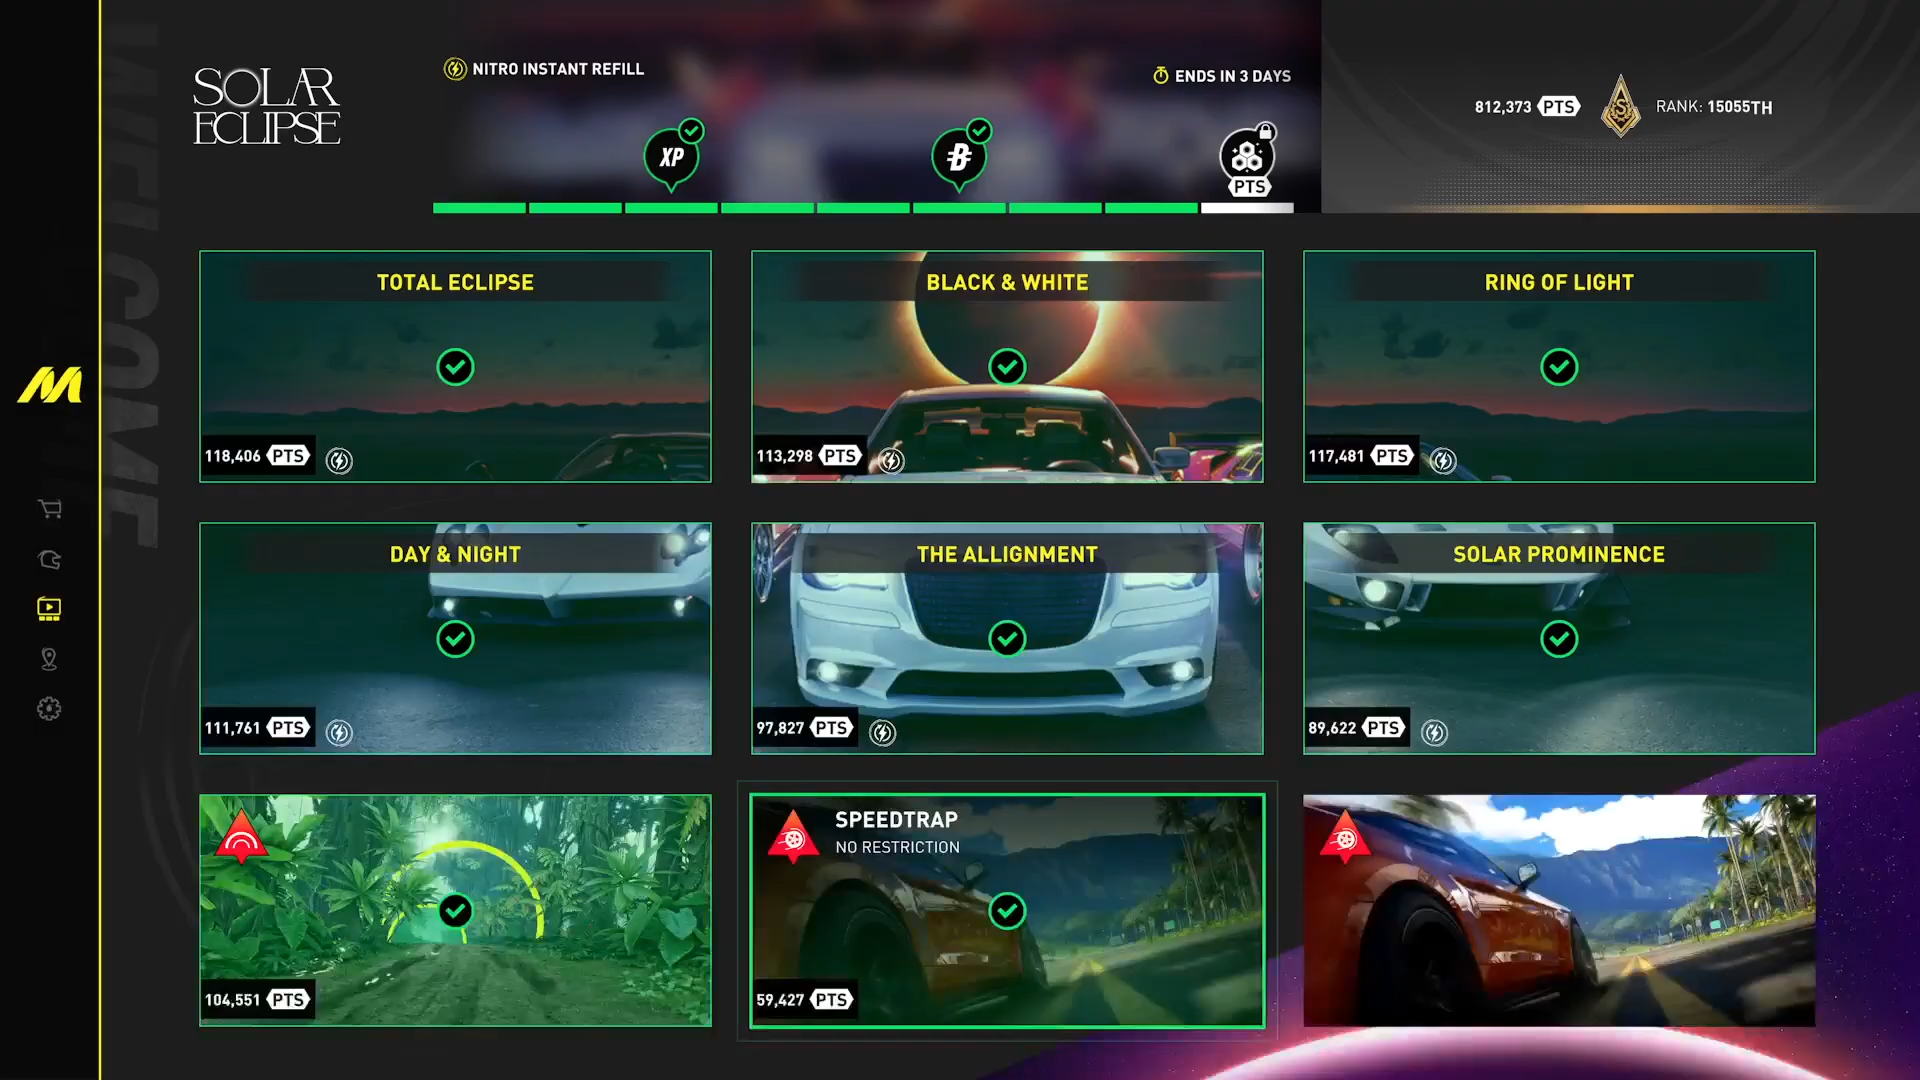 SOLAR
ECLIPSE
NITRO INSTANT REFILL
ENDS IN 3 DAYS
XP
PTS
812,373 PTS
S
RANK: 15055TH
WELCOME
TOTAL ECLIPSE
118,406 PTS
BLACK & WHITE
113,298 PTS
RING OF LIGHT
117,481 PTS
DAY & NIGHT
111,761 PTS
THE ALLIGNMENT
97,827 PTS
SOLAR PROMINENCE
89,622 PTS
104,551 PTS
SPEEDTRAP
NO RESTRICTION
59,427 PTS